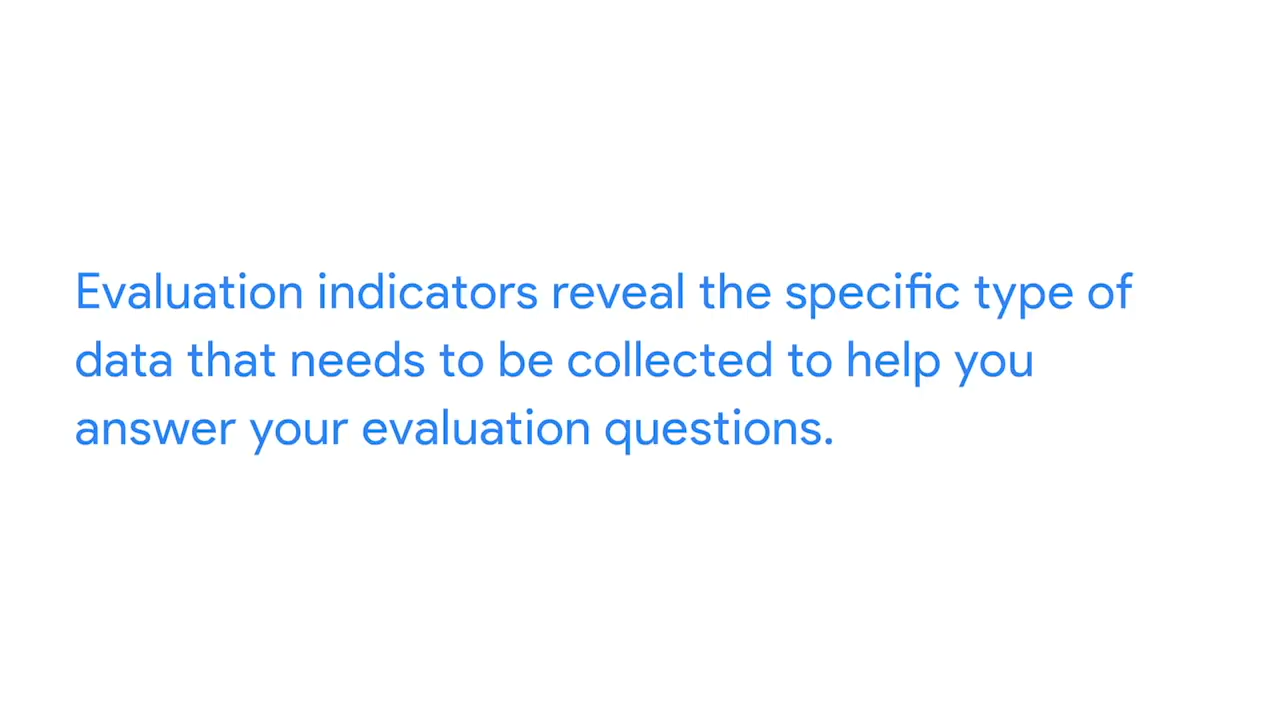 Evaluation indicators reveal the specific type of
data that needs to be collected to help you
answer your evaluation questions.